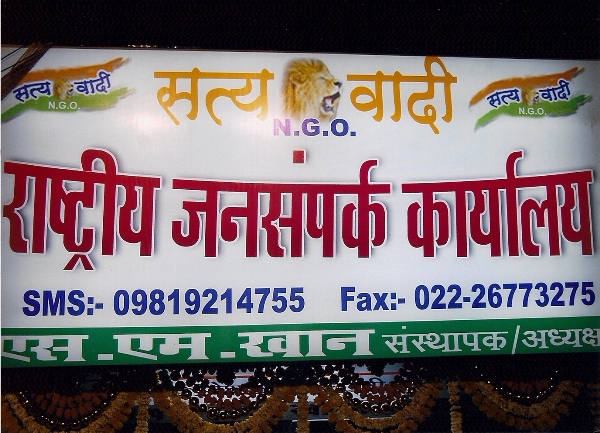 सत्य वादी
N.G.O.
सत्य वादी
N.G.O.
सत्य वादी
N.G.O.
राष्ट्रीय जनसंपर्क कार्यालय
SMS:- 09819214755 Fax:- 022-26773275
एस.एम.खान संस्थापक/अध्यक्ष